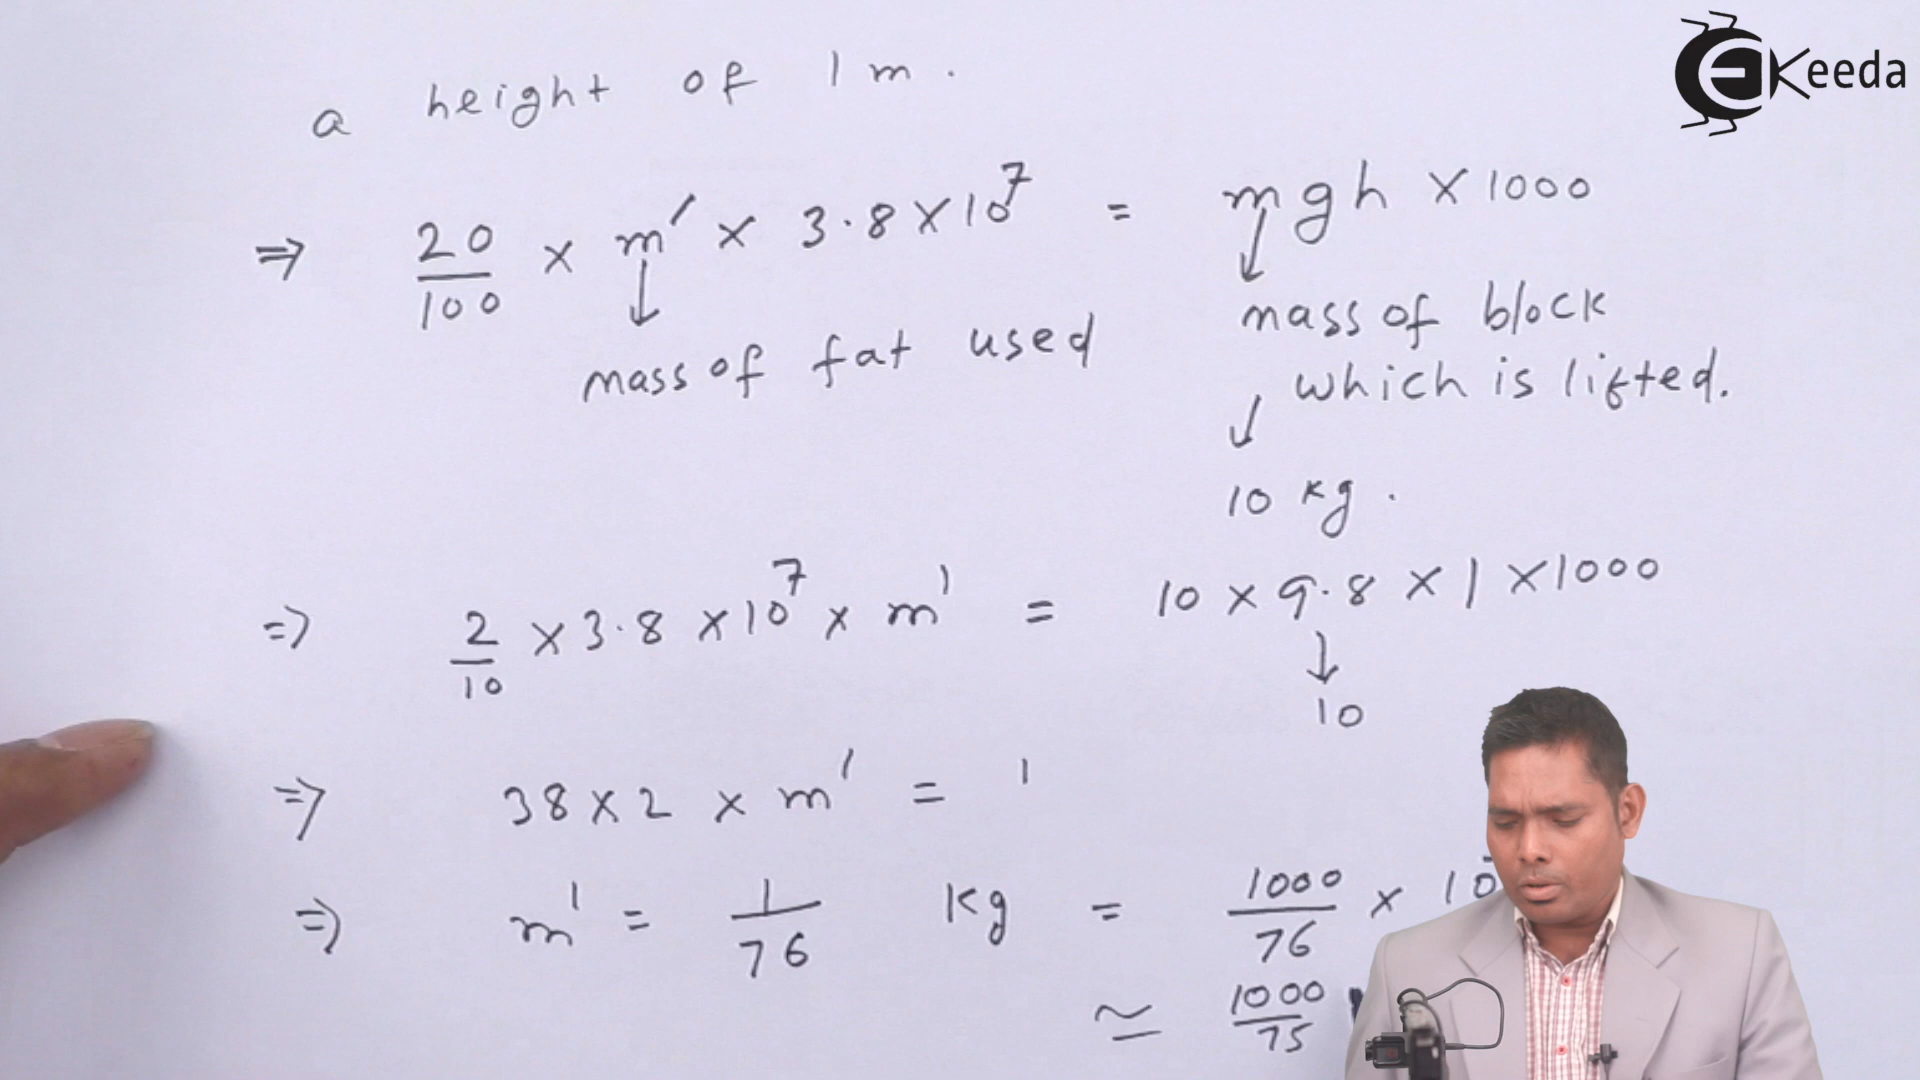 EKeeda
a height of 1 m.
⇒ 20/100 × m' × 3.8 × 10^7 = mgh × 1000
↓ ↓
mass of fat used
mass of block
which is lifted.
↓
10 kg.
⇒ 2/10 × 3.8 × 10^7 × m' = 10 × 9.8 × 1 × 1000
↓
10
⇒ 38 × 2 × m' = 1
⇒ m' = 1/76 kg = 1000/76 × 10
≃ 1000/75